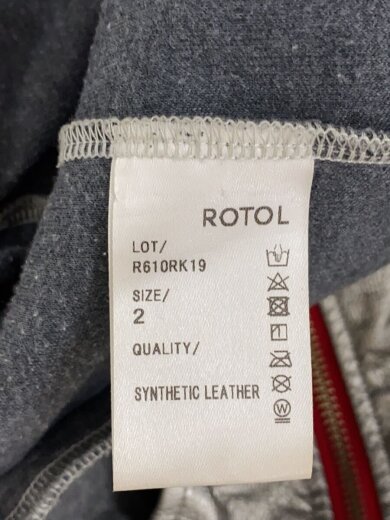 ROTOL
LOT/
R610RK19
SIZE/
2
QUALITY/
SYNTHETIC LEATHER
W